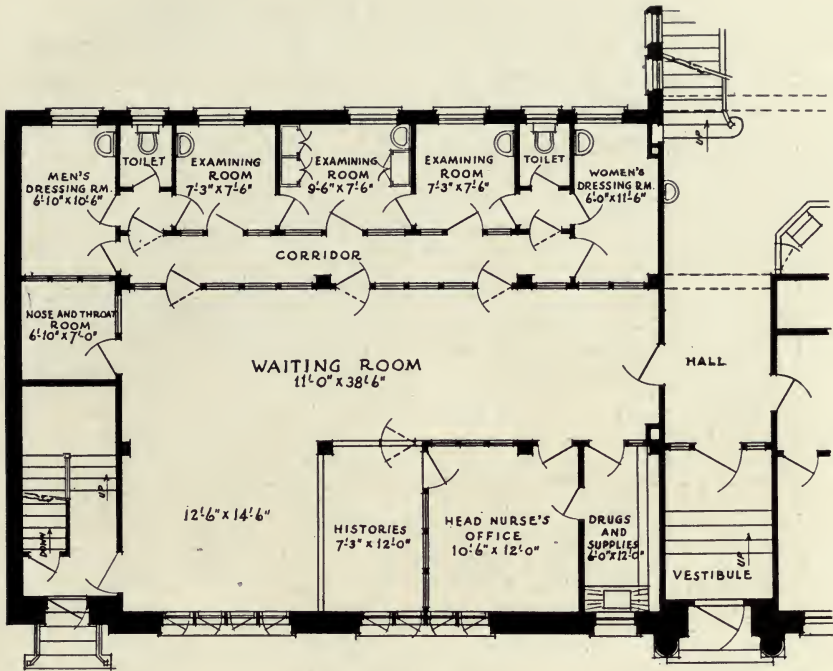 UP
MEN'S
DRESSING RM.
6'-10" x 10'-6"
TOILET
EXAMINING
ROOM
7'-3" x 7'-6"
EXAMINING
ROOM
9'-6" x 7'-6"
EXAMINING
ROOM
7'-3" x 7'-6"
TOILET
WOMEN'S
DRESSING RM.
6'-0" x 11'-6"
CORRIDOR
NOSE AND THROAT
ROOM
6'-10" x 7'-0"
WAITING ROOM
11'-0" x 38'-6"
HALL
UP
DOWN
12'-6" x 14'-6"
HISTORIES
7'-3" x 12'-0"
HEAD NURSE'S
OFFICE
10'-6" x 12'-0"
DRUGS
AND
SUPPLIES
6'-0" x 12'-0"
UP
VESTIBULE